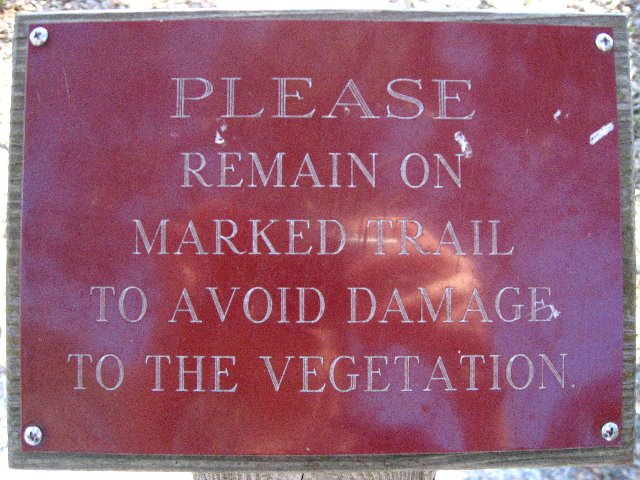 PLEASE
REMAIN ON
MARKED TRAIL
TO AVOID DAMAGE
TO THE VEGETATION.